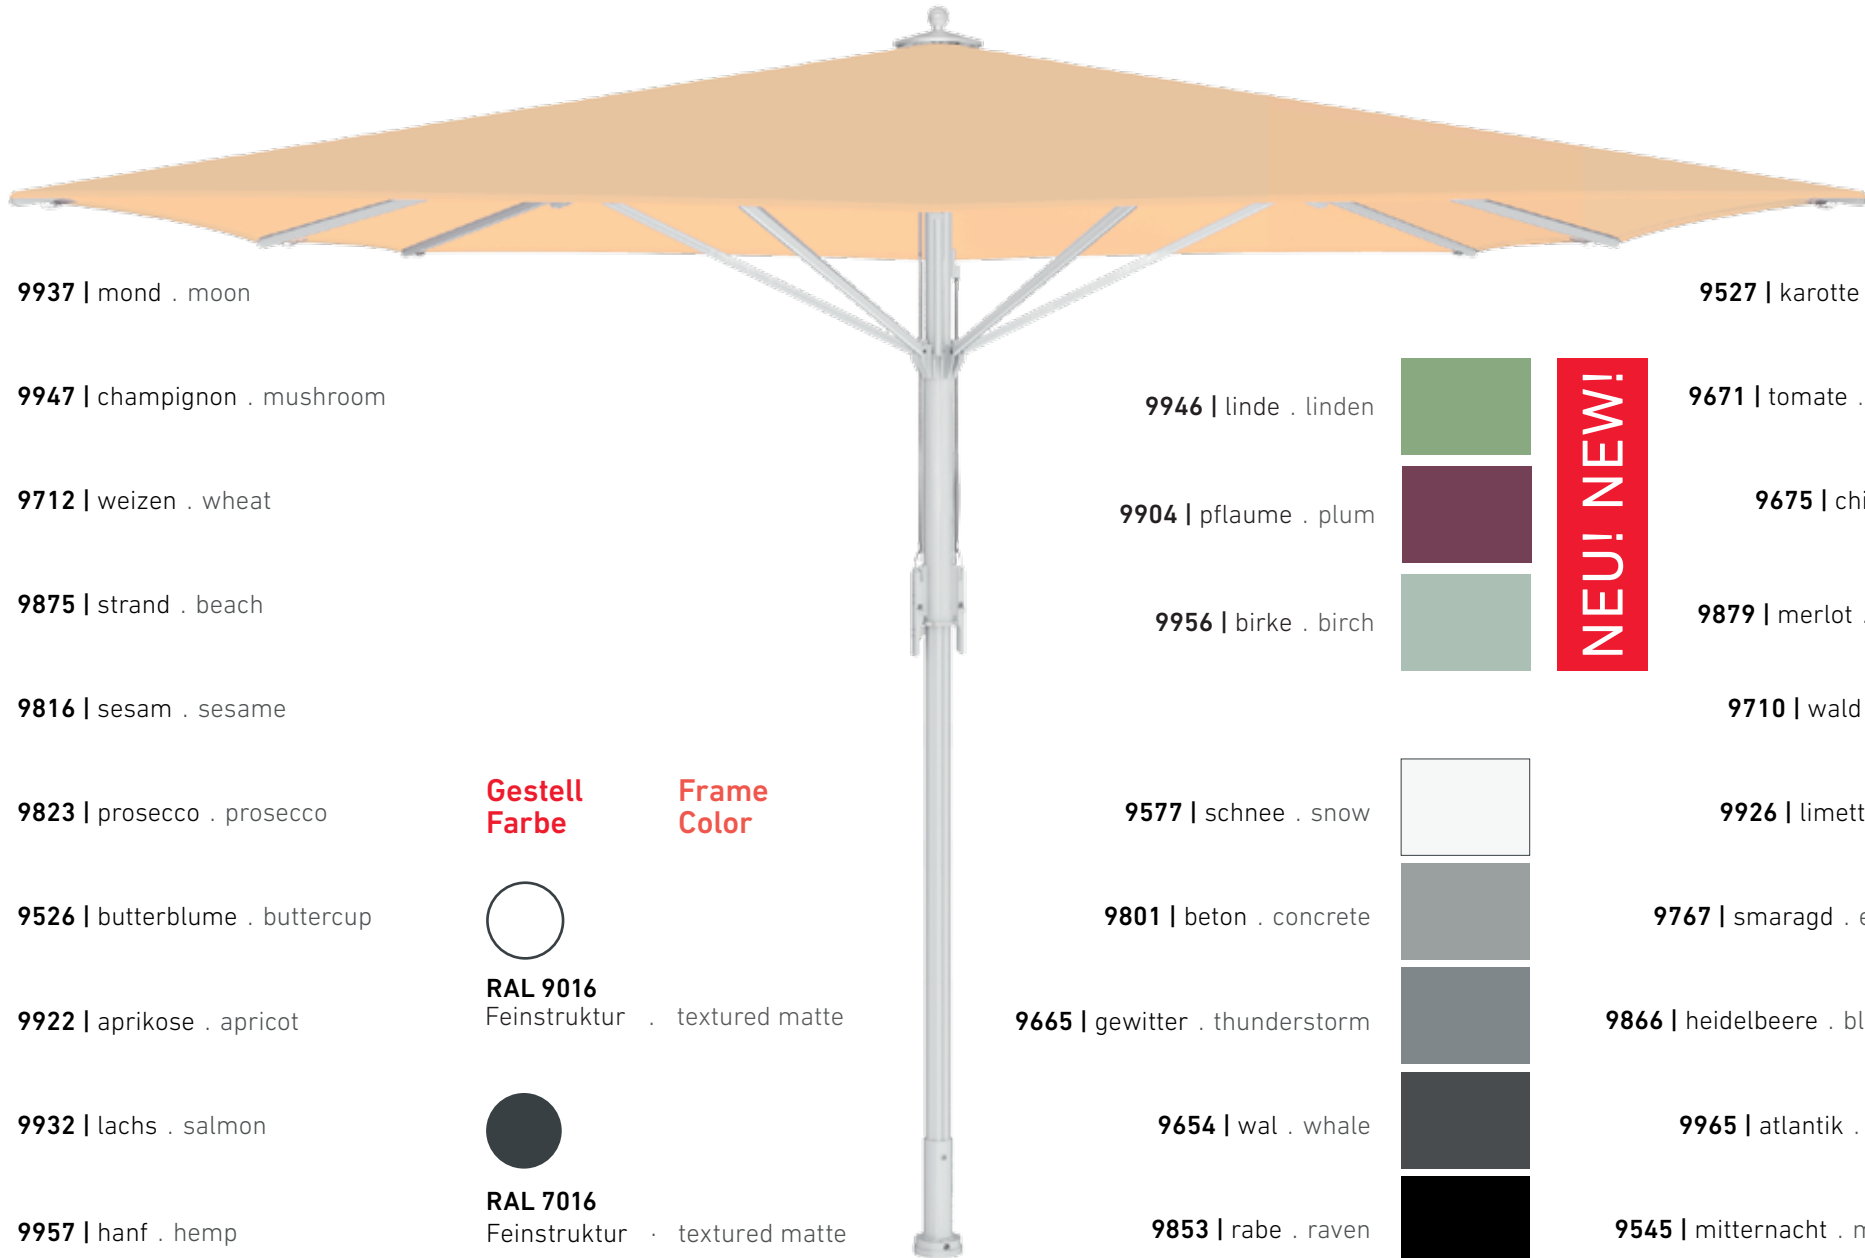 9937 | mond . moon
9947 | champignon . mushroom
9712 | weizen . wheat
9875 | strand . beach
9816 | sesam . sesame
9823 | prosecco . prosecco
9526 | butterblume . buttercup
9922 | aprikose . apricot
9932 | lachs . salmon
9957 | hanf . hemp
Gestell Farbe
Frame Color
RAL 9016
Feinstruktur . textured matte
RAL 7016
Feinstruktur · textured matte
9946 | linde . linden
9904 | pflaume . plum
9956 | birke . birch
NEU! NEW!
9577 | schnee . snow
9801 | beton . concrete
9665 | gewitter . thunderstorm
9654 | wal . whale
9853 | rabe . raven
9527 | karotte
9671 | tomate .
9675 |
9879 | merlot .
9710 | wald
9926 |
9767 | smaragd .
9866 | heidelbeere .
9965 | atlantik .
9545 | mitternacht .